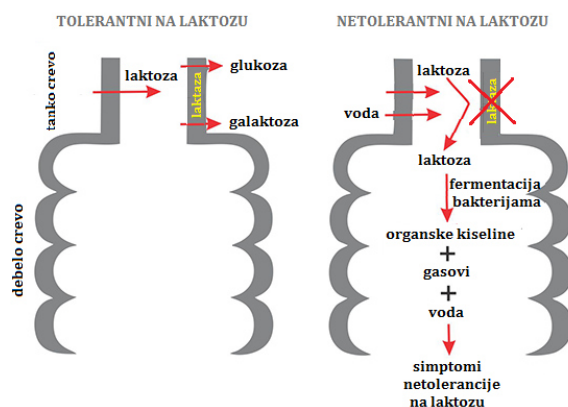 TOLERANTNI NA LAKTOZU
tanko crevo
laktoza
laktaza
glukoza
galaktoza
debelo crevo
NETOLERANTNI NA LAKTOZU
laktoza
voda
laktaza
laktoza
fermentacija
bakterijama
organske kiseline
+
gasovi
+
voda
simptomi
netolerancije
na laktozu